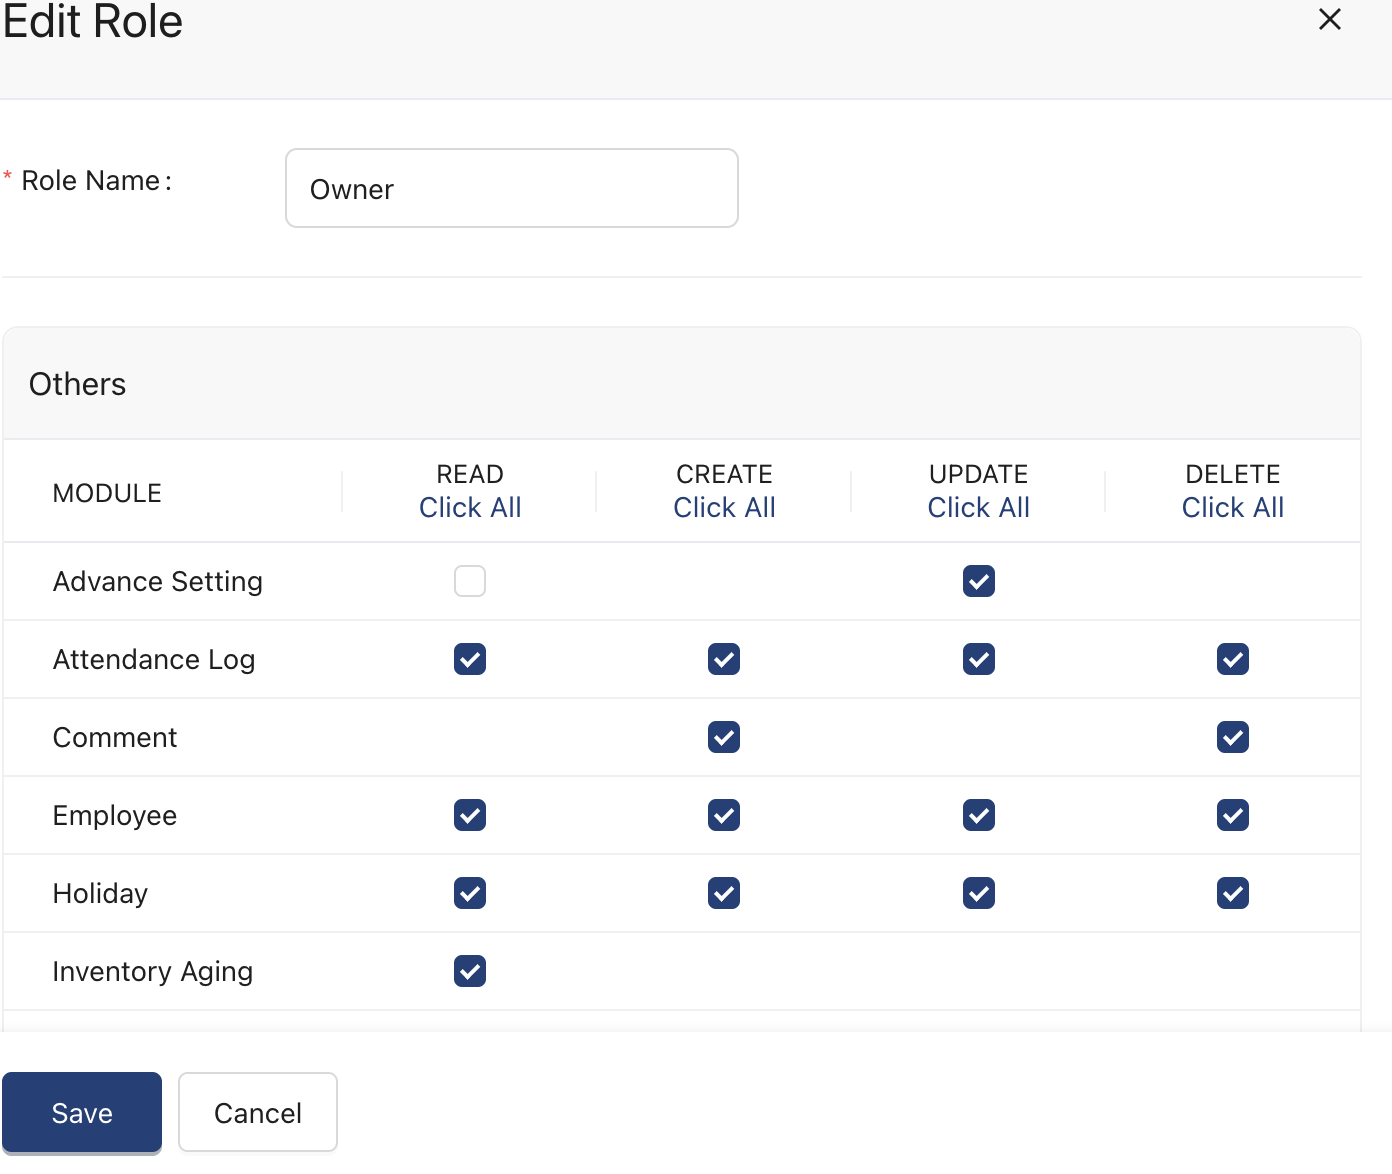 Edit Role
* Role Name :
Owner
Others
MODULE
READ
Click All
CREATE
Click All
UPDATE
Click All
DELETE
Click All
Advance Setting
Attendance Log
Comment
Employee
Holiday
Inventory Aging
Save
Cancel